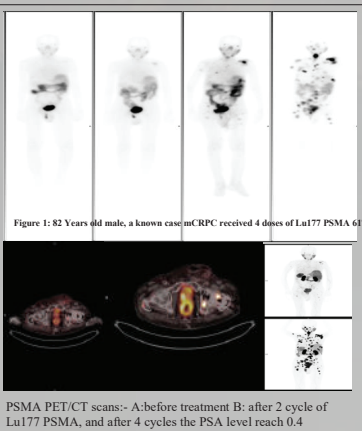 Figure 1: 82 Years old male, a known case mCRPC received 4 doses of Lu177 PSMA 61
PSMA PET/CT scans:- A:before treatment B: after 2 cycle of
Lu177 PSMA, and after 4 cycles the PSA level reach 0.4